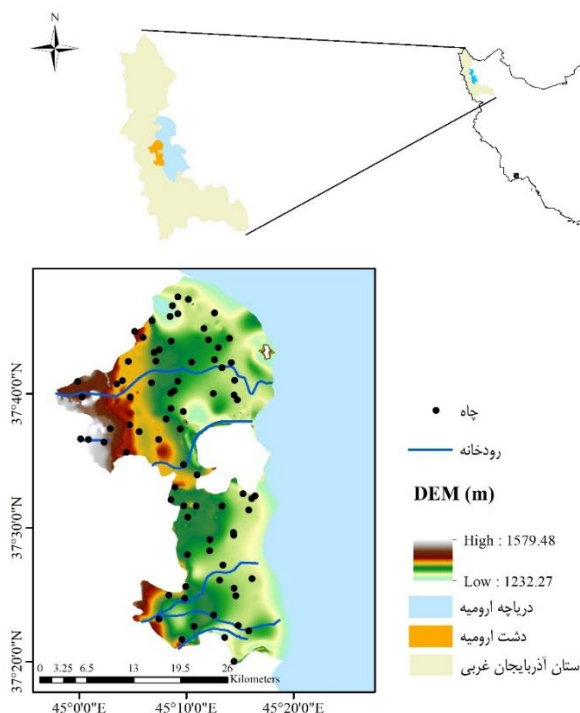 N
37°40'0"N
37°30'0"N
37°20'0"N
چاه
رودخانه
DEM (m)
High : 1579.48
Low : 1232.27
دریاچه ارومیه
دشت ارومیه
ستان آذربایجان غربی
0 3.25 6.5 13 19.5 26
Kilometers
45°0'0"E 45°10'0"E 45°20'0"E